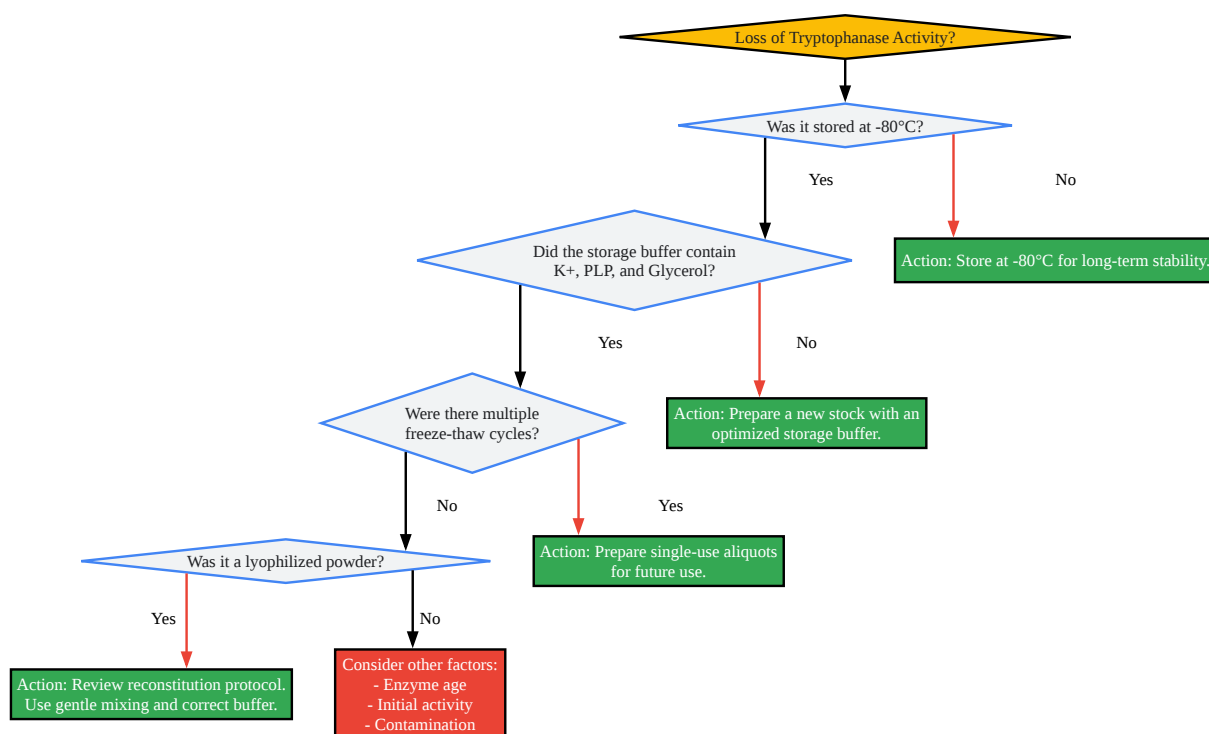 Loss of Tryptophanase Activity?
Was it stored at -80°C?
Yes
No
Did the storage buffer contain
K+, PLP, and Glycerol?
Action: Store at -80°C for long-term stability.
Yes
No
Were there multiple
freeze-thaw cycles?
Action: Prepare a new stock with an
optimized storage buffer.
No
Yes
Was it a lyophilized powder?
Action: Prepare single-use aliquots
for future use.
Yes
No
Action: Review reconstitution protocol.
Use gentle mixing and correct buffer.
Consider other factors:
- Enzyme age
- Initial activity
- Contamination